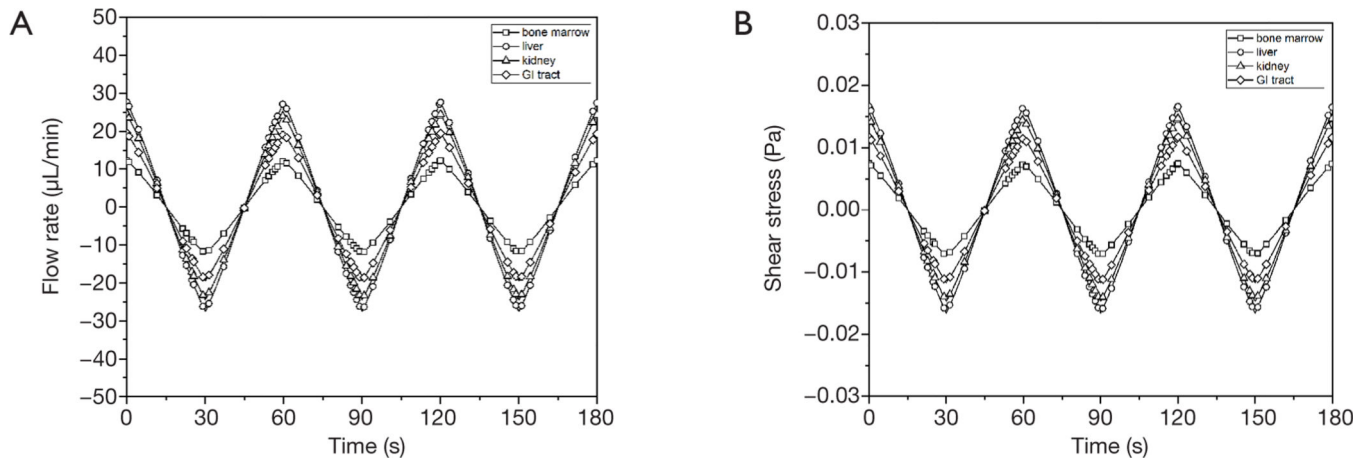 A
50
40
30
20
10
0
−10
−20
−30
−40
−50
Flow rate (µL/min)
bone marrow
liver
kidney
GI tract
0 30 60 90 120 150 180
Time (s)
B
0.03
0.02
0.01
0.00
−0.01
−0.02
−0.03
Shear stress (Pa)
bone marrow
liver
kidney
GI tract
0 30 60 90 120 150 180
Time (s)